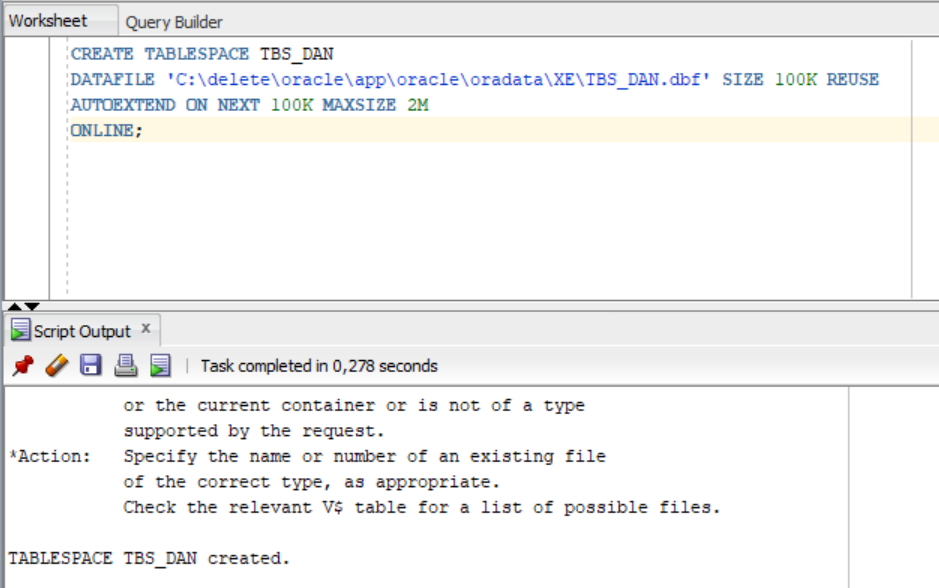 Worksheet Query Builder
CREATE TABLESPACE TBS_DAN
DATAFILE 'C:\delete\oracle\app\oracle\oradata\XE\TBS_DAN.dbf' SIZE 100K REUSE
AUTOEXTEND ON NEXT 100K MAXSIZE 2M
ONLINE;
Script Output x
Task completed in 0,278 seconds
or the current container or is not of a type
supported by the request.
*Action: Specify the name or number of an existing file
of the correct type, as appropriate.
Check the relevant V$ table for a list of possible files.
TABLESPACE TBS_DAN created.